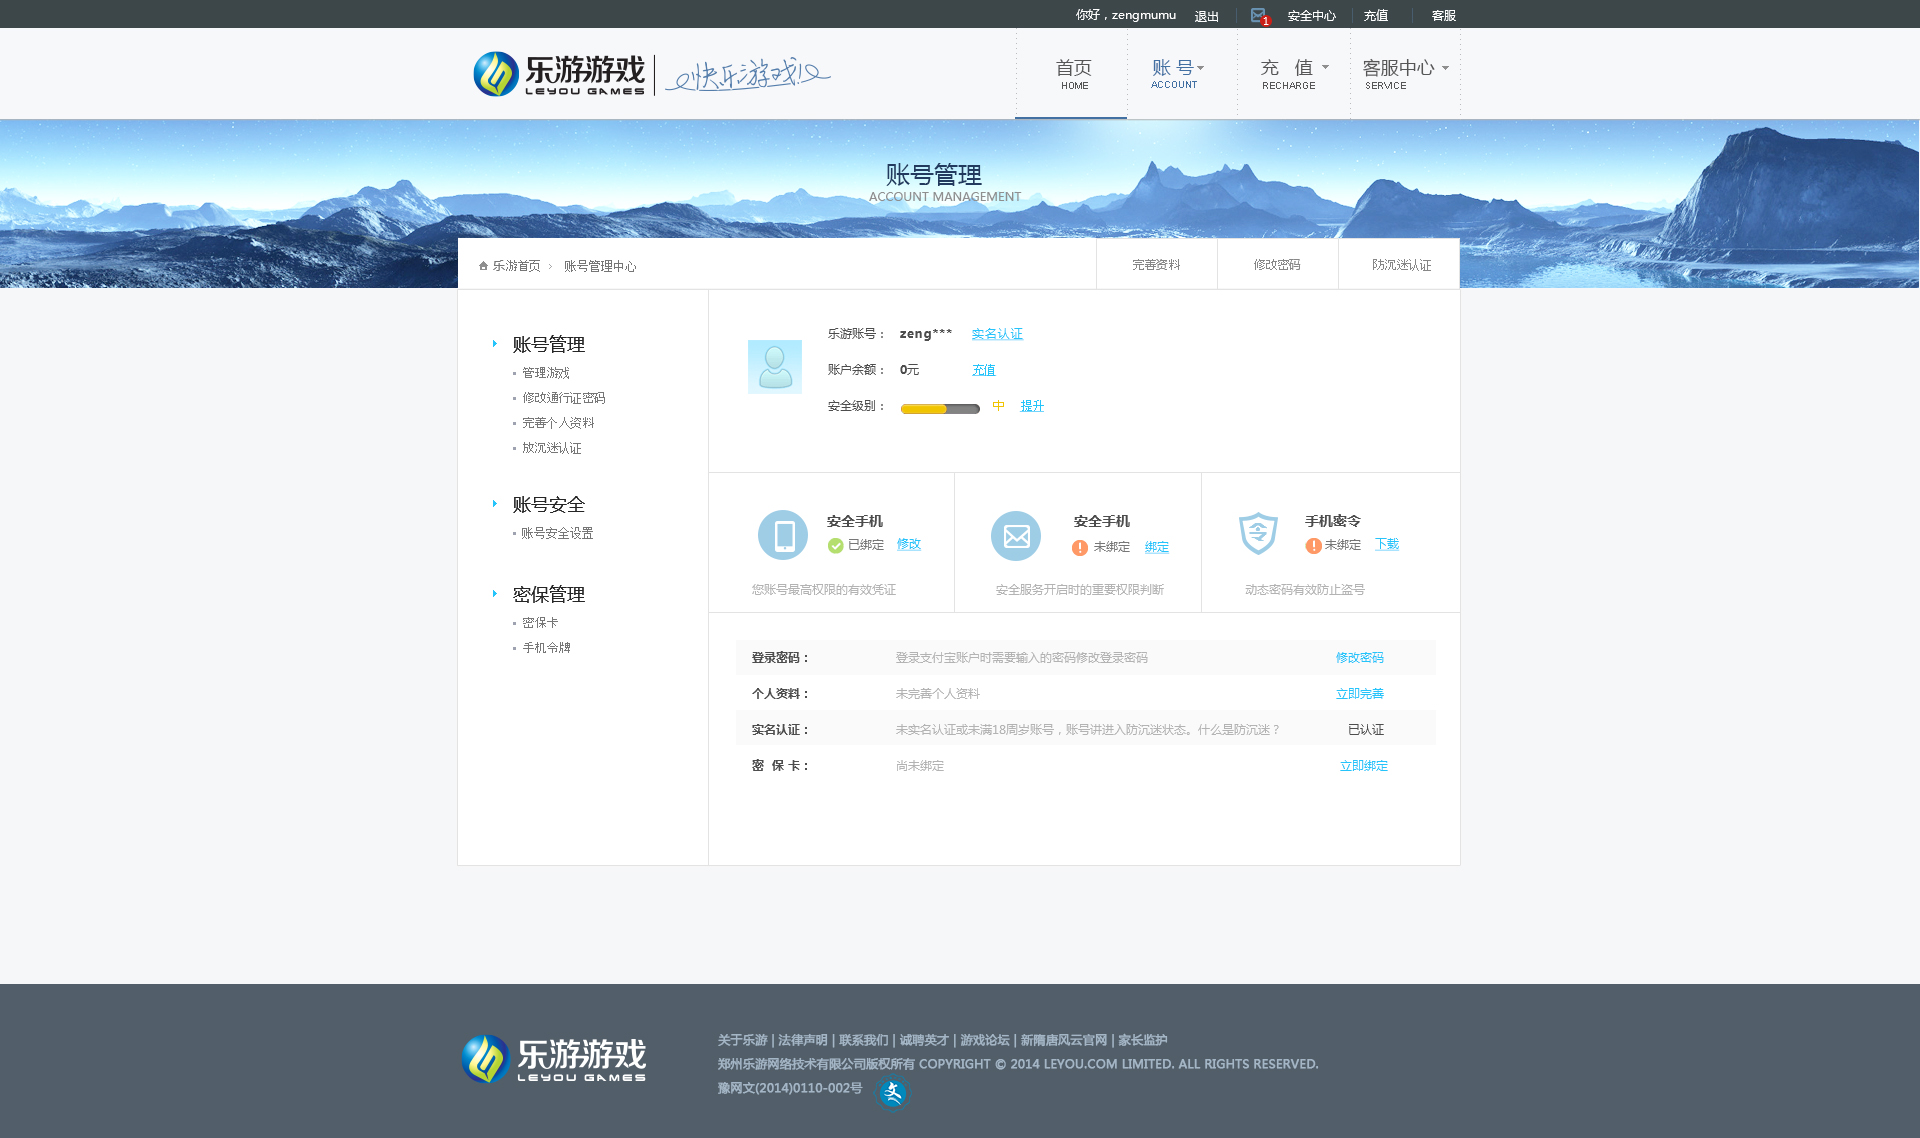 你好，zengmumu 退出 1 安全中心 充值 客服
乐游游戏 LEYOU GAMES 快乐游戏
首页 账 号 充 值 客服中心
HOME ACCOUNT RECHARGE SERVICE
账号管理
ACCOUNT MANAGEMENT
乐游首页 › 账号管理中心 完善资料 修改密码 防沉迷认证
账号管理
管理游戏
修改通行证密码
完善个人资料
放沉迷认证
账号安全
账号安全设置
密保管理
密保卡
手机令牌
乐游账号： zeng*** 实名认证
账户余额： 0元 充值
安全级别： 中 提升
安全手机
已绑定 修改
您账号最高权限的有效凭证
安全手机
未绑定 绑定
安全服务开启时的重要权限判断
手机密令
未绑定 下载
动态密码有效防止盗号
登录密码： 登录支付宝账户时需要输入的密码修改登录密码 修改密码
个人资料： 未完善个人资料 立即完善
实名认证： 未实名认证或未满18周岁账号，账号讲进入防沉迷状态。什么是防沉迷？ 已认证
密 保 卡： 尚未绑定 立即绑定
乐游游戏
LEYOU GAMES
关于乐游 | 法律声明 | 联系我们 | 诚聘英才 | 游戏论坛 | 新隋唐风云官网 | 家长监护
郑州乐游网络技术有限公司版权所有 COPYRIGHT © 2014 LEYOU.COM LIMITED. ALL RIGHTS RESERVED.
豫网文(2014)0110-002号